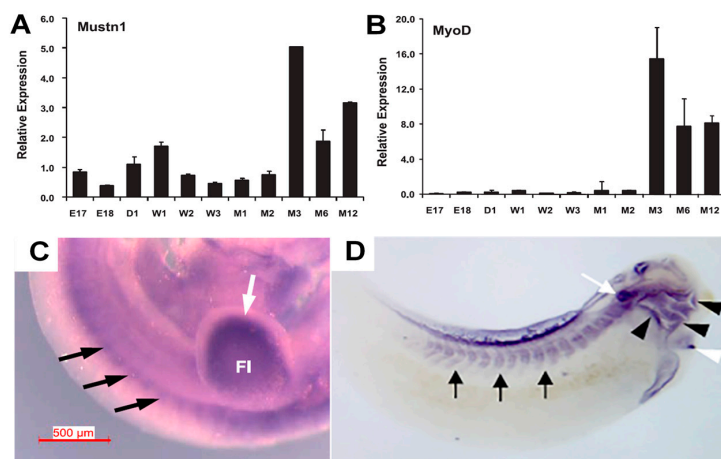 A
Mustn1
Relative Expression
6.0
5.0
4.0
3.0
2.0
1.0
0.0
E17 E18 D1 W1 W2 W3 M1 M2 M3 M6 M12
B
MyoD
Relative Expression
20.0
16.0
12.0
8.0
4.0
0.0
E17 E18 D1 W1 W2 W3 M1 M2 M3 M6 M12
C
Fl
500 µm
D